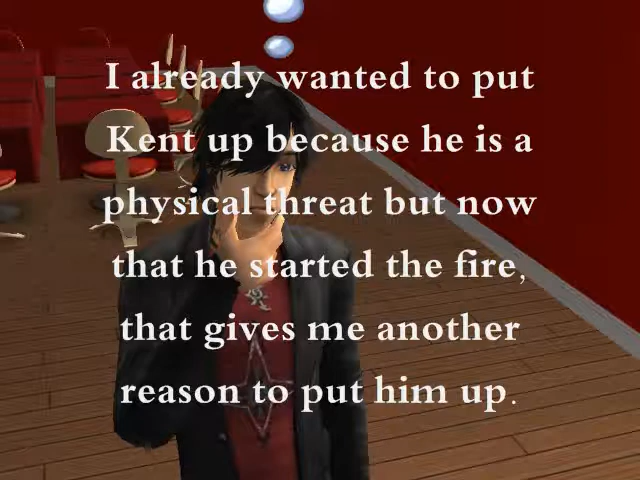 I already wanted to put
Kent up because he is a
physical threat but now
that he started the fire,
that gives me another
reason to put him up.